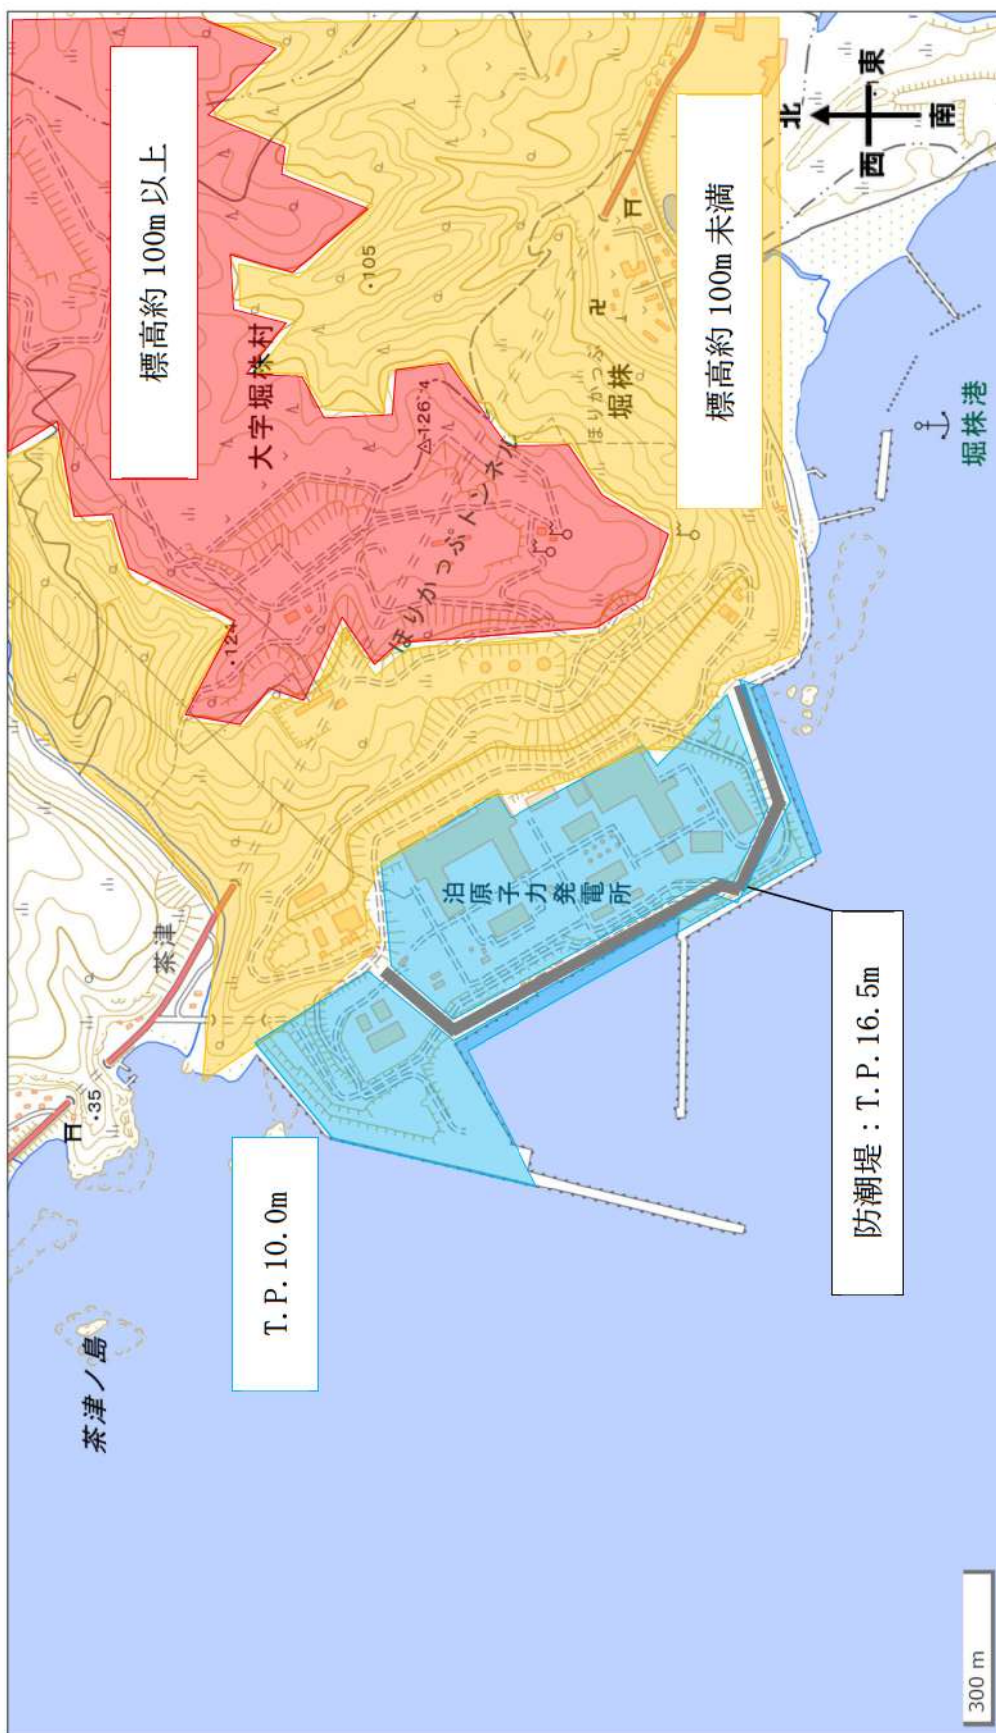 標高約 100m 以上
大字堀株村
・105
△126.4
・124
ほりかっぷトンネル
標高約 100m 未満
ほりかっぷ
堀株
北
西
東
南
堀株港
茶津
・35
茶津ノ島
泊原子力発電所
T.P.10.0m
防潮堤：T.P.16.5m
300 m